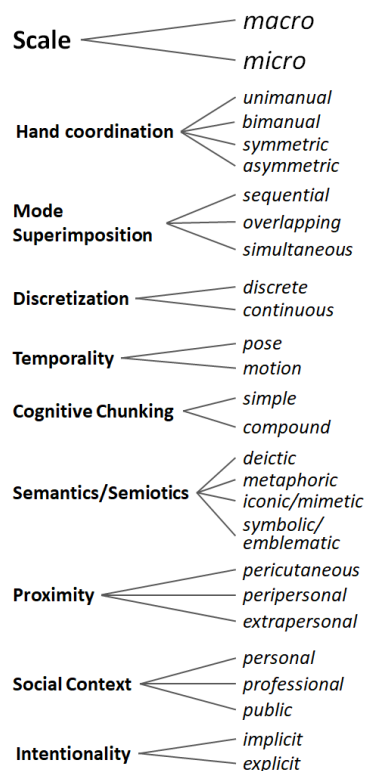 Scale
macro
micro
Hand coordination
unimanual
bimanual
symmetric
asymmetric
Mode
Superimposition
sequential
overlapping
simultaneous
Discretization
discrete
continuous
Temporality
pose
motion
Cognitive Chunking
simple
compound
Semantics/Semiotics
deictic
metaphoric
iconic/mimetic
symbolic/
emblematic
Proximity
pericutaneous
peripersonal
extrapersonal
Social Context
personal
professional
public
Intentionality
implicit
explicit